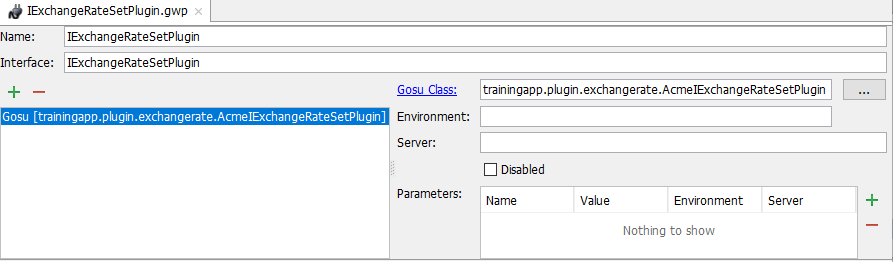 IExchangeRateSetPlugin.gwp ×
Name: IExchangeRateSetPlugin
Interface: IExchangeRateSetPlugin
Gosu [trainingapp.plugin.exchangerate.AcmeIExchangeRateSetPlugin]
Gosu Class: trainingapp.plugin.exchangerate.AcmeIExchangeRateSetPlugin ...
Environment:
Server:
Disabled
Parameters:
Name Value Environment Server
Nothing to show